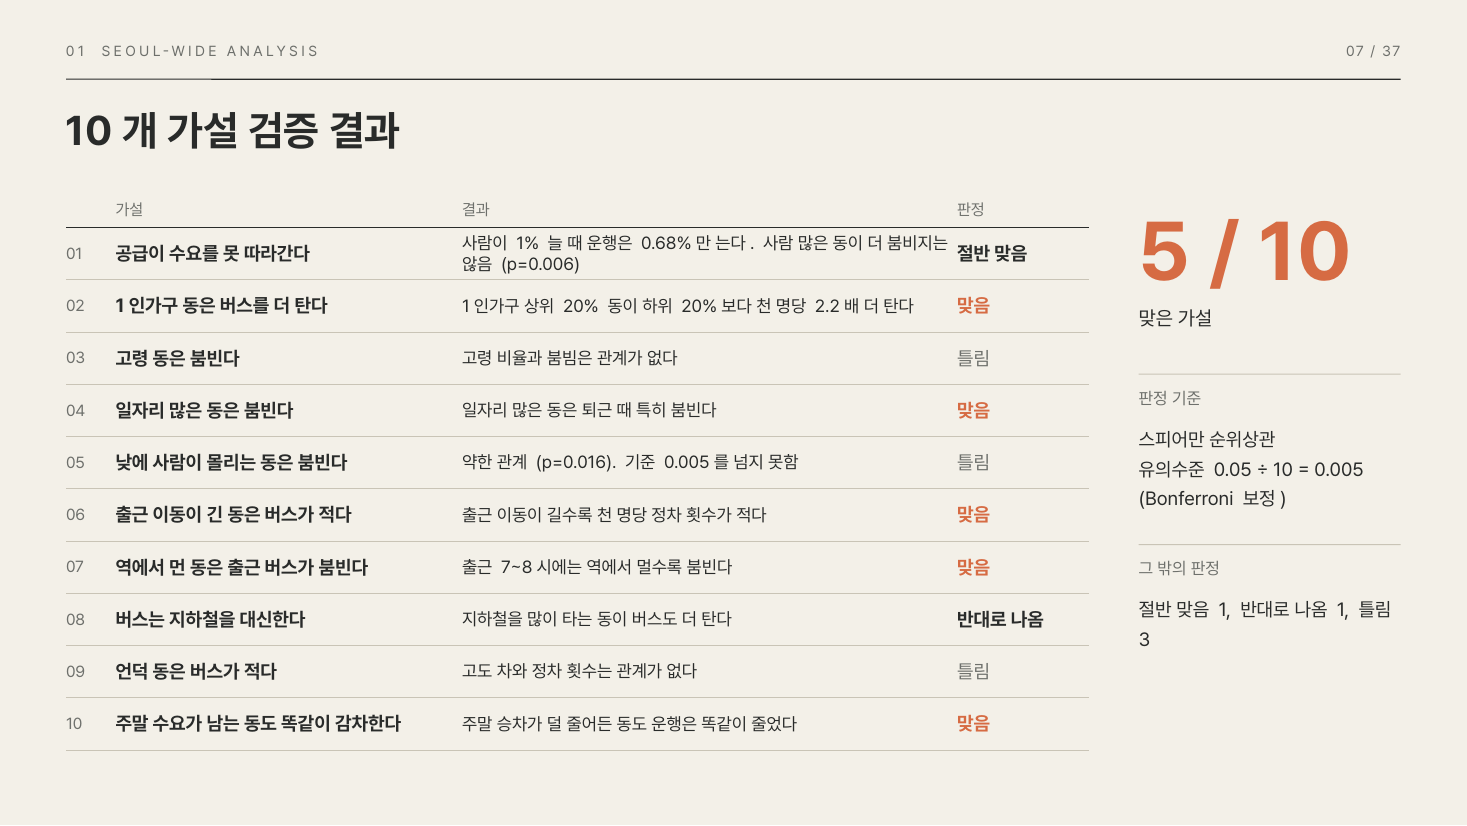 01 SEOUL-WIDE ANALYSIS
07 / 37
10 개 가설 검증 결과
가설 결과 판정
01 공급이 수요를 못 따라간다 사람이 1% 늘 때 운행은 0.68% 만 는다 . 사람 많은 동이 더 붐비지는 절반 맞음
않음 (p=0.006)
02 1 인가구 동은 버스를 더 탄다 1 인가구 상위 20% 동이 하위 20% 보다 천 명당 2.2 배 더 탄다 맞음
03 고령 동은 붐빈다 고령 비율과 붐빔은 관계가 없다 틀림
04 일자리 많은 동은 붐빈다 일자리 많은 동은 퇴근 때 특히 붐빈다 맞음
05 낮에 사람이 몰리는 동은 붐빈다 약한 관계 (p=0.016). 기준 0.005 를 넘지 못함 틀림
06 출근 이동이 긴 동은 버스가 적다 출근 이동이 길수록 천 명당 정차 횟수가 적다 맞음
07 역에서 먼 동은 출근 버스가 붐빈다 출근 7~8 시에는 역에서 멀수록 붐빈다 맞음
08 버스는 지하철을 대신한다 지하철을 많이 타는 동이 버스도 더 탄다 반대로 나옴
09 언덕 동은 버스가 적다 고도 차와 정차 횟수는 관계가 없다 틀림
10 주말 수요가 남는 동도 똑같이 감차한다 주말 승차가 덜 줄어든 동도 운행은 똑같이 줄었다 맞음
5 / 10
맞은 가설
판정 기준
스피어만 순위상관
유의수준 0.05 ÷ 10 = 0.005
(Bonferroni 보정 )
그 밖의 판정
절반 맞음 1, 반대로 나옴 1, 틀림
3